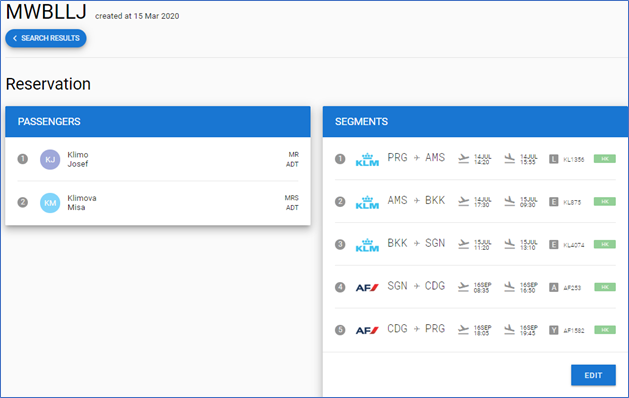 MWBLLJ created at 15 Mar 2020
SEARCH RESULTS
Reservation
PASSENGERS
1 KJ Klimo MR
Josef ADT
2 KM Klimova MRS
Misa ADT
SEGMENTS
1 KLM PRG AMS 14JUL 14:20 14JUL 15:55 L KL1356 HK
2 KLM AMS BKK 14JUL 17:30 15JUL 09:30 E KL875 HK
3 KLM BKK SGN 15JUL 11:20 15JUL 13:10 E KL4074 HK
4 AF SGN CDG 16SEP 08:35 16SEP 16:50 A AF253 HK
5 AF CDG PRG 16SEP 18:05 16SEP 19:45 Y AF1582 HK
EDIT